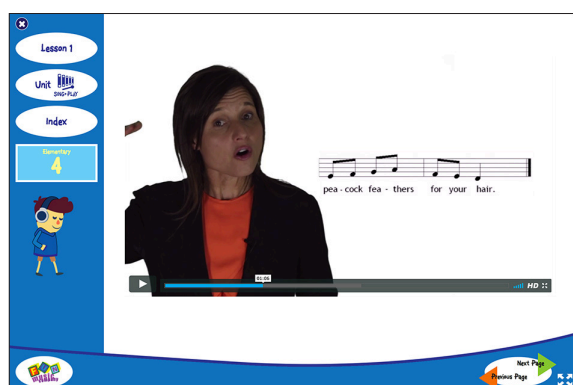 Lesson 1
Unit SING•PLAY
Index
Elementary
4
pea - cock fea - thers for your hair.
01:06
HD
Next Page
Previous Page